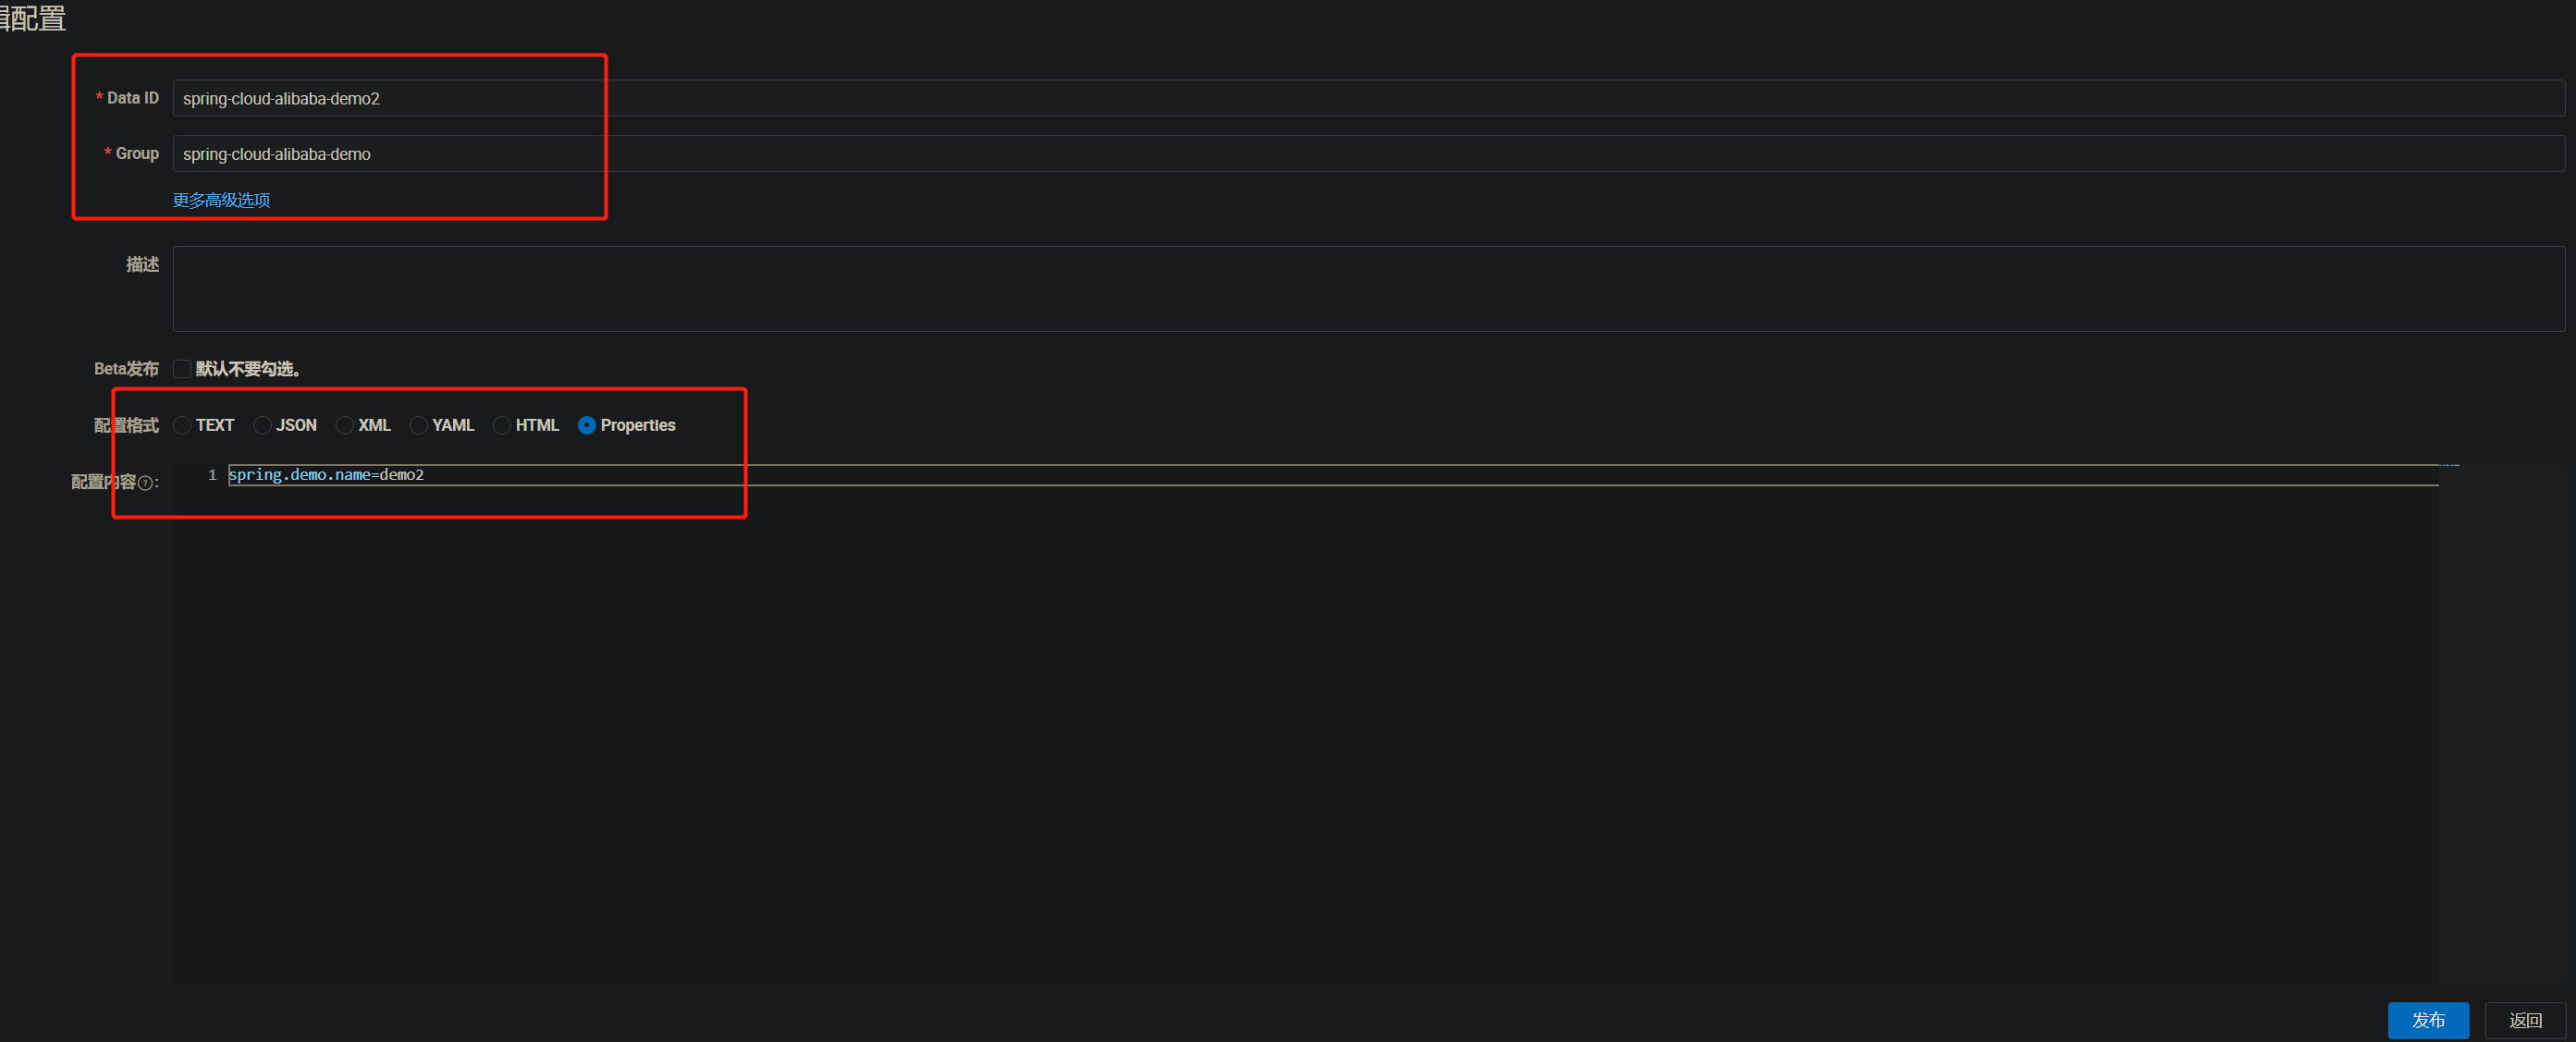 辑配置
* Data ID spring-cloud-alibaba-demo2
* Group spring-cloud-alibaba-demo
更多高级选项
描述
Beta发布 默认不要勾选。
配置格式 TEXT JSON XML YAML HTML Properties
配置内容?: 1 spring.demo.name=demo2
发布 返回